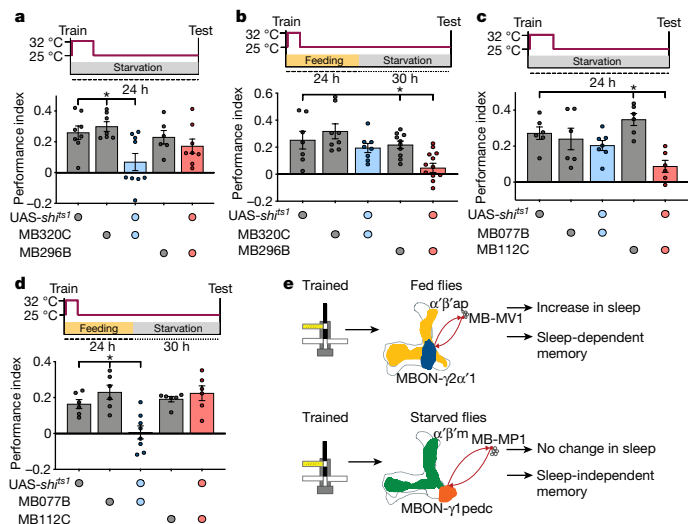 a
Train
Test
32 °C
25 °C
Starvation
24 h
Performance index
0.4
0.2
0
−0.2
*
UAS-shi^ts1
MB320C
MB296B
b
Train
Test
32 °C
25 °C
Feeding
Starvation
24 h
30 h
Performance index
0.6
0.4
0.2
0
−0.2
*
*
UAS-shi^ts1
MB320C
MB296B
c
Train
Test
32 °C
25 °C
Starvation
24 h
Performance index
0.6
0.4
0.2
0
*
UAS-shi^ts1
MB077B
MB112C
d
Train
Test
32 °C
25 °C
Feeding
Starvation
24 h
30 h
Performance index
0.4
0.2
0
0.2
*
UAS-shi^ts1
MB077B
MB112C
e
Trained
Fed flies
α′β′ap
MB-MV1
MBON-γ2α′1
Increase in sleep
Sleep-dependent
memory
Trained
Starved flies
α′β′m
MB-MP1
MBON-γ1pedc
No change in sleep
Sleep-independent
memory